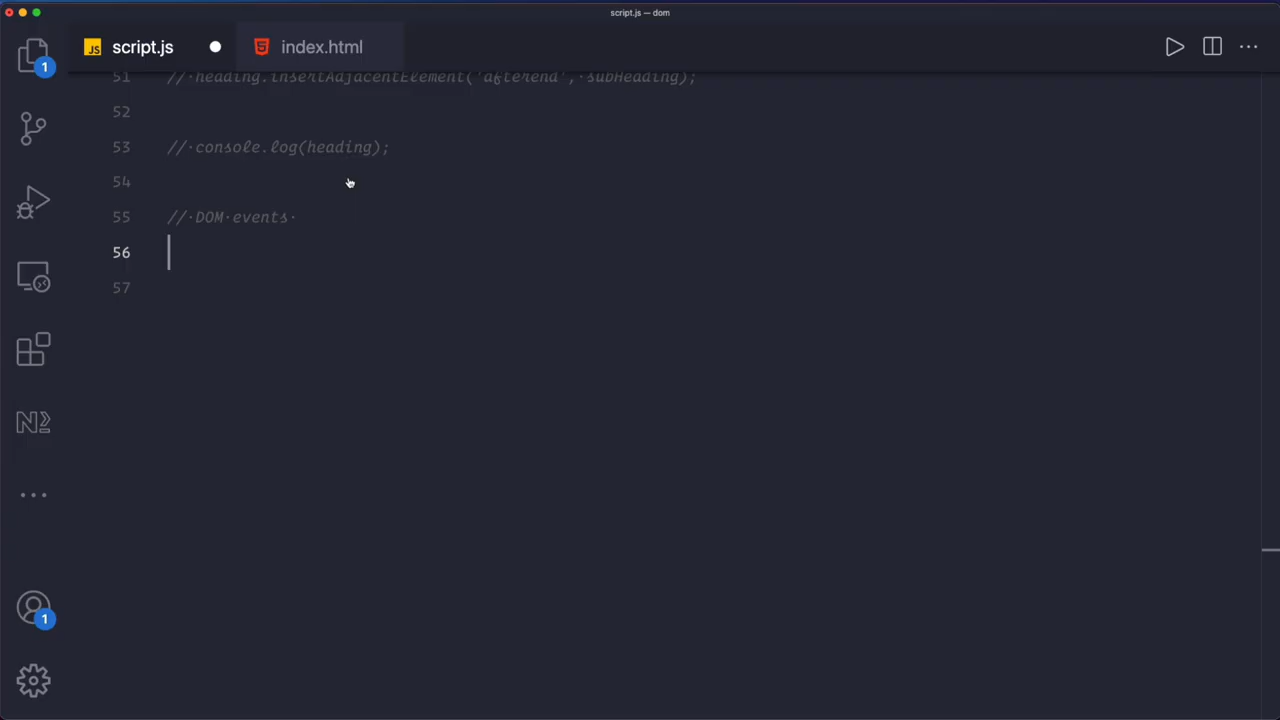 script.js — dom
JS script.js
index.html
1
51 // heading.insertAdjacentElement('afterend', subHeading);
52
53 // console.log(heading);
54
55 // DOM events
56
57
1